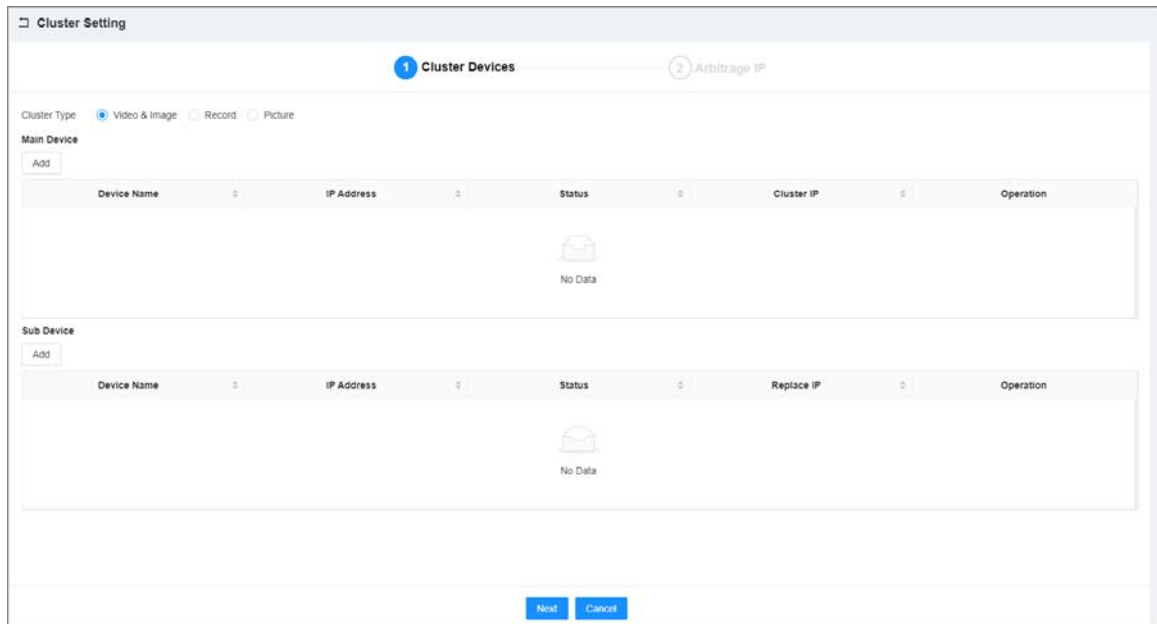 Cluster Setting
1 Cluster Devices 2 Arbitrage IP
Cluster Type Video & Image Record Picture
Main Device
Add
Device Name IP Address Status Cluster IP Operation
No Data
Sub Device
Add
Device Name IP Address Status Replace IP Operation
No Data
Next Cancel